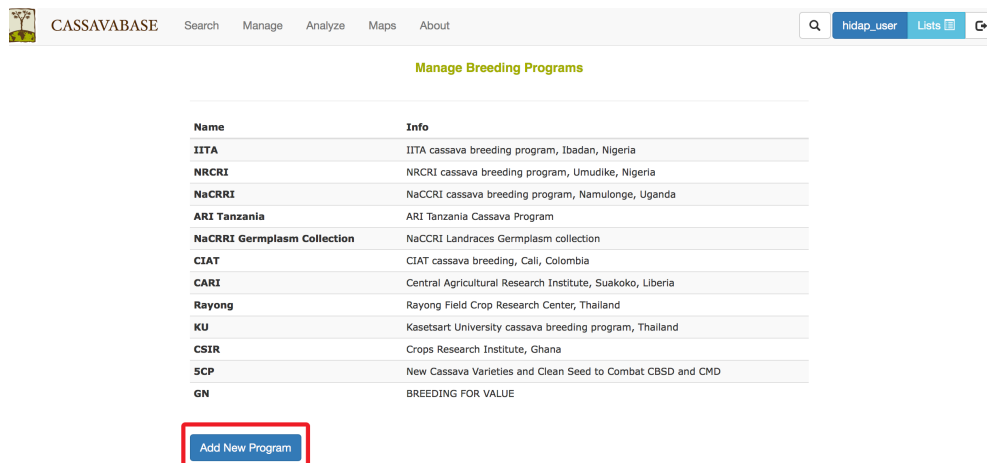 CASSAVABASE Search Manage Analyze Maps About hidap_user Lists
Manage Breeding Programs
Name Info
IITA IITA cassava breeding program, Ibadan, Nigeria
NRCRI NRCRI cassava breeding program, Umudike, Nigeria
NaCRRI NaCCRI cassava breeding program, Namulonge, Uganda
ARI Tanzania ARI Tanzania Cassava Program
NaCRRI Germplasm Collection NaCCRI Landraces Germplasm collection
CIAT CIAT cassava breeding, Cali, Colombia
CARI Central Agricultural Research Institute, Suakoko, Liberia
Rayong Rayong Field Crop Research Center, Thailand
KU Kasetsart University cassava breeding program, Thailand
CSIR Crops Research Institute, Ghana
5CP New Cassava Varieties and Clean Seed to Combat CBSD and CMD
GN BREEDING FOR VALUE
Add New Program